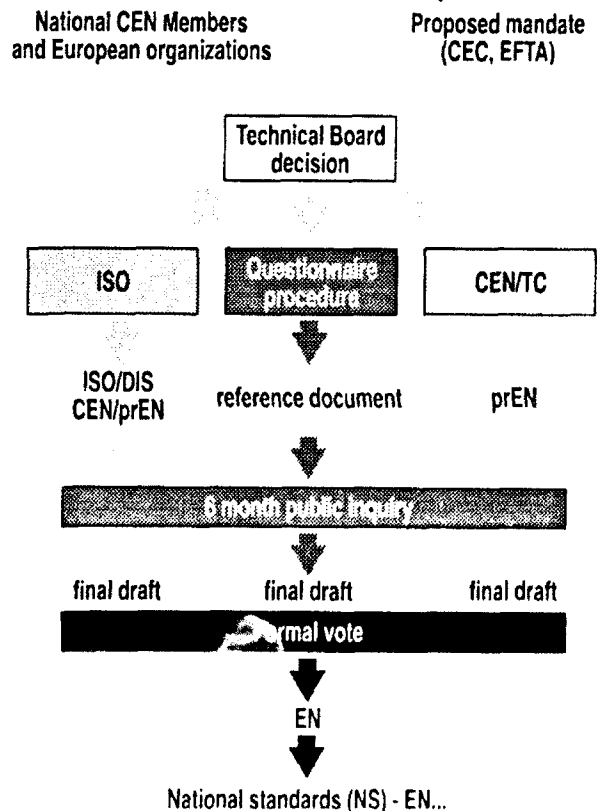 National CEN Members
and European organizations
Proposed mandate
(CEC, EFTA)
Technical Board
decision
ISO
Questionnaire
procedure
CEN/TC
ISO/DIS
CEN/prEN
reference document
prEN
6 month public inquiry
final draft
final draft
final draft
vote
EN
National standards (NS) - EN...